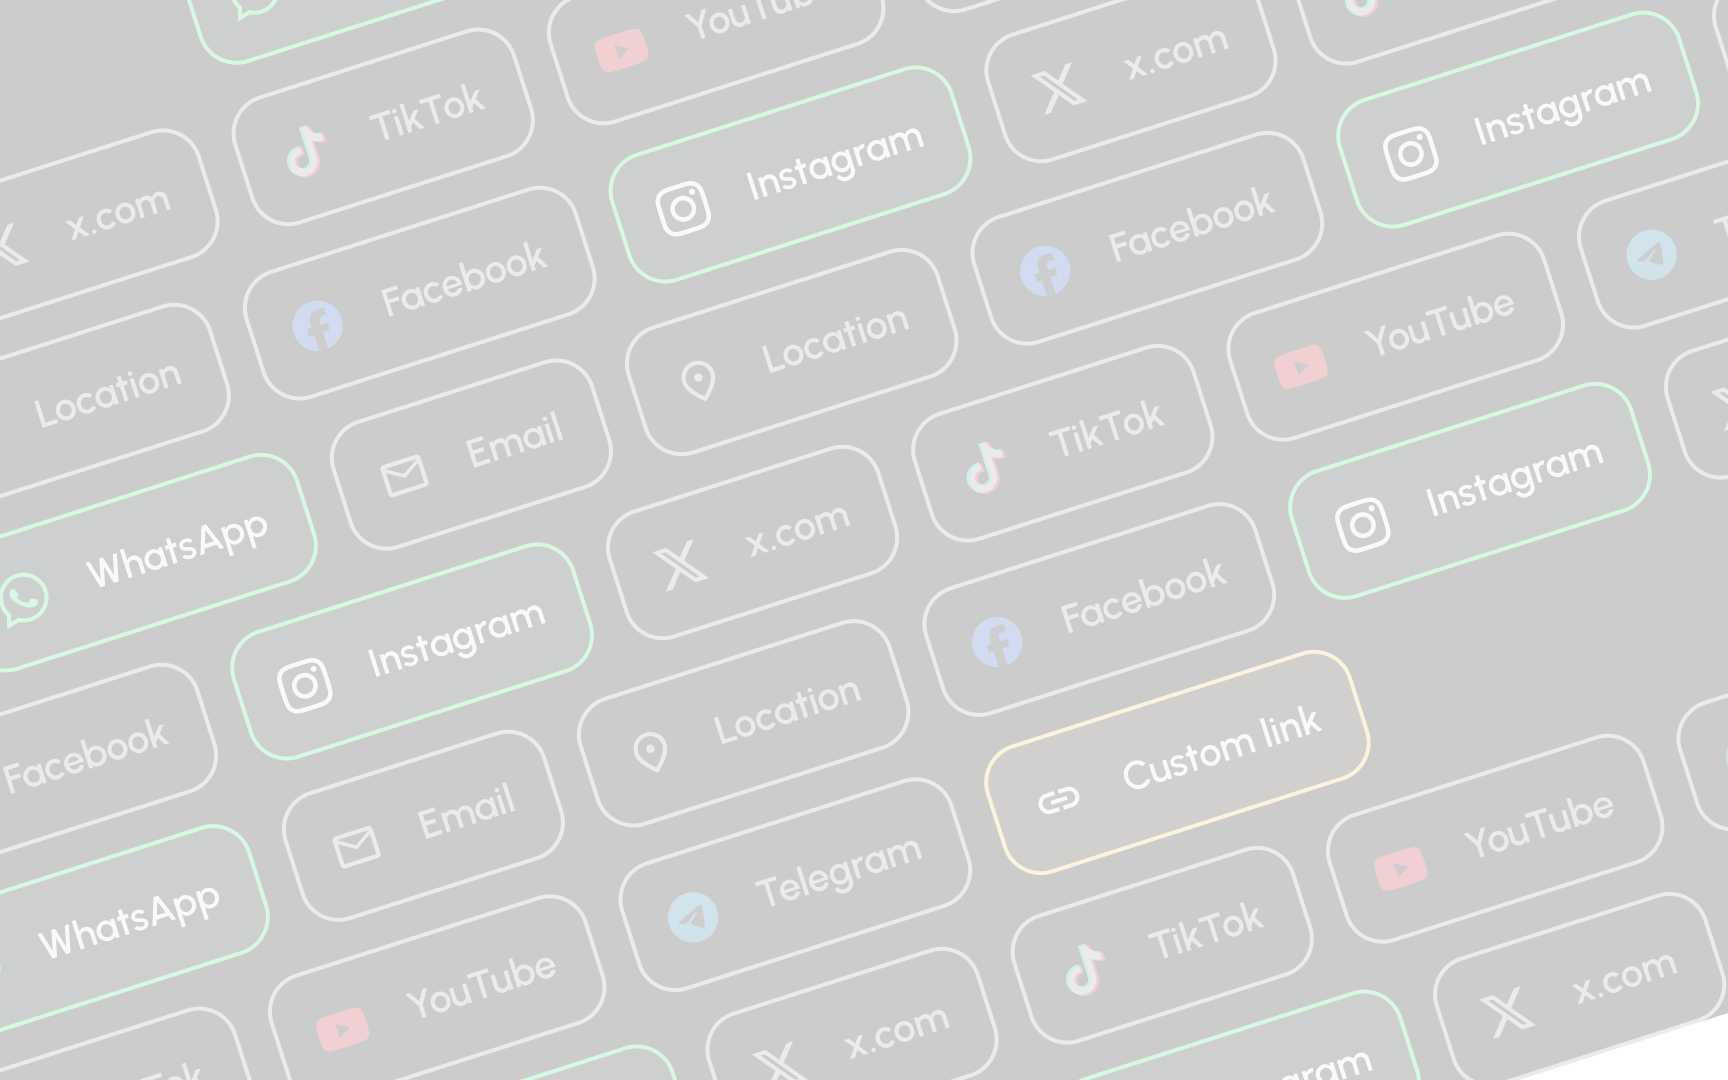 YouTube
x.com
TikTok
Instagram
Instagram
x.com
Facebook
Facebook
Location
YouTube
Location
TikTok
Email
Instagram
WhatsApp
x.com
Facebook
Instagram
Location
Custom link
Facebook
Email
Telegram
YouTube
WhatsApp
TikTok
YouTube
x.com
x.com